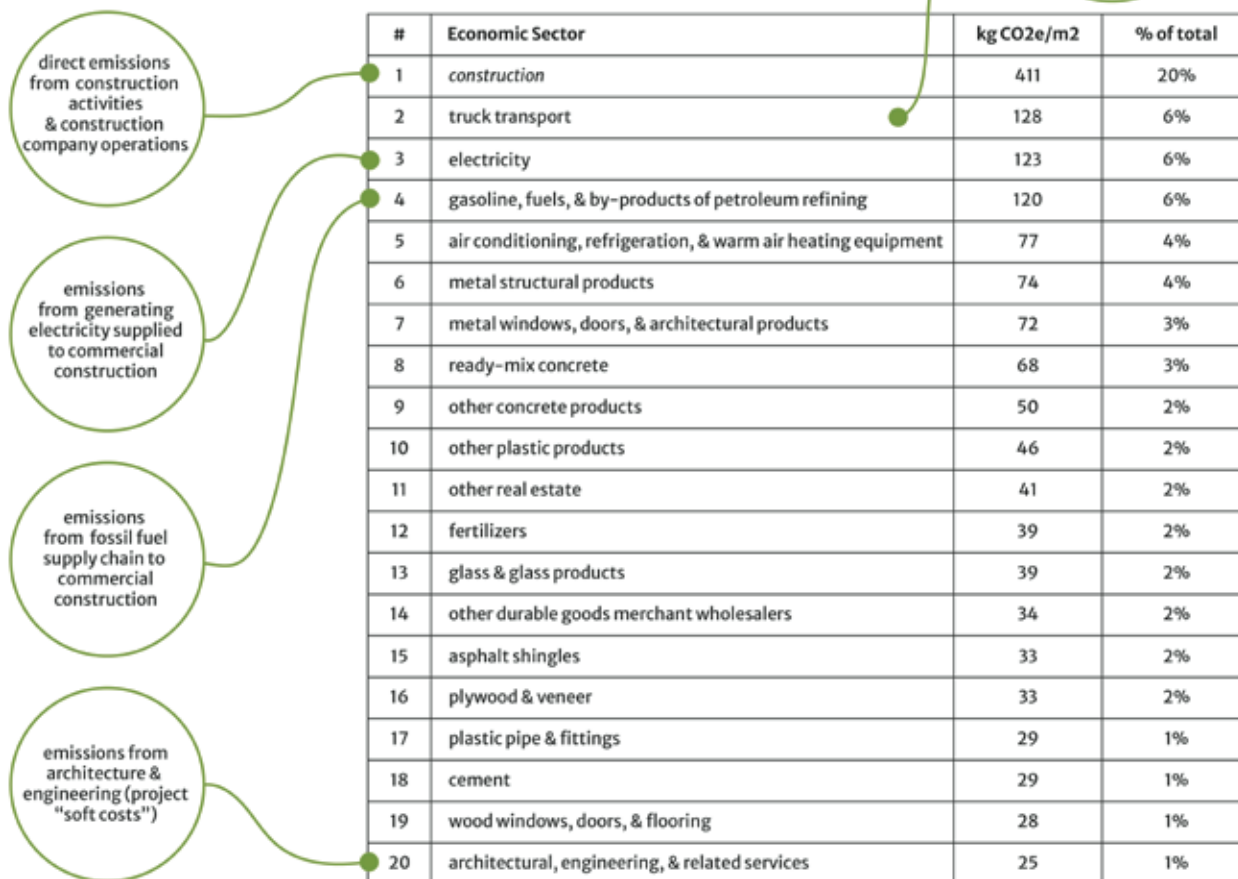 direct emissions
from construction
activities
& construction
company operations
emissions
from generating
electricity supplied
to commercial
construction
emissions
from fossil fuel
supply chain to
commercial
construction
emissions from
architecture &
engineering (project
"soft costs")
# Economic Sector kg CO2e/m2 % of total
1 construction 411 20%
2 truck transport 128 6%
3 electricity 123 6%
4 gasoline, fuels, & by-products of petroleum refining 120 6%
5 air conditioning, refrigeration, & warm air heating equipment 77 4%
6 metal structural products 74 4%
7 metal windows, doors, & architectural products 72 3%
8 ready-mix concrete 68 3%
9 other concrete products 50 2%
10 other plastic products 46 2%
11 other real estate 41 2%
12 fertilizers 39 2%
13 glass & glass products 39 2%
14 other durable goods merchant wholesalers 34 2%
15 asphalt shingles 33 2%
16 plywood & veneer 33 2%
17 plastic pipe & fittings 29 1%
18 cement 29 1%
19 wood windows, doors, & flooring 28 1%
20 architectural, engineering, & related services 25 1%